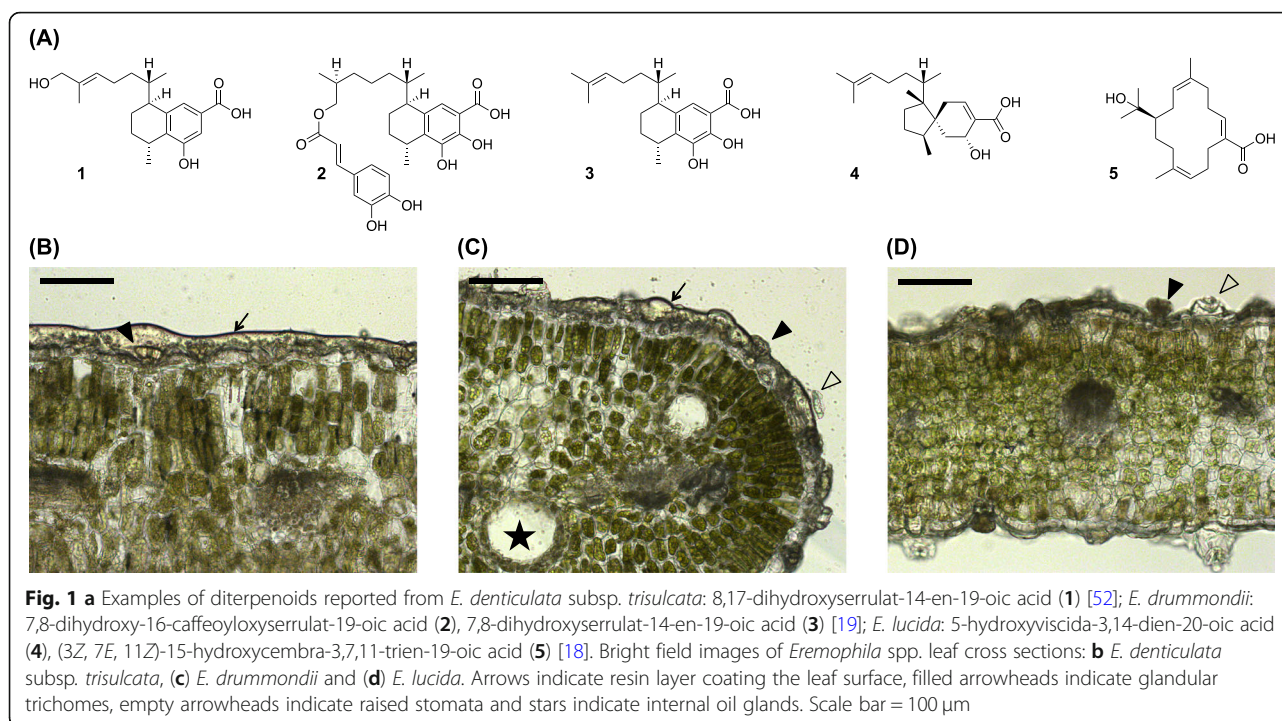 (A)
HO
H
O
OH
OH
1
H
O
O
O
OH
OH
OH
OH
OH
2
H
O
OH
OH
OH
3
H
OH
O
OH
4
HO
OH
O
5
(B)
(C)
(D)
Fig. 1 a Examples of diterpenoids reported from E. denticulata subsp. trisulcata: 8,17-dihydroxyserrulat-14-en-19-oic acid (1) [52]; E. drummondii:
7,8-dihydroxy-16-caffeoyloxyserrulat-19-oic acid (2), 7,8-dihydroxyserrulat-14-en-19-oic acid (3) [19]; E. lucida: 5-hydroxyviscida-3,14-dien-20-oic acid
(4), (3Z, 7E, 11Z)-15-hydroxycembra-3,7,11-trien-19-oic acid (5) [18]. Bright field images of Eremophila spp. leaf cross sections: b E. denticulata
subsp. trisulcata, (c) E. drummondii and (d) E. lucida. Arrows indicate resin layer coating the leaf surface, filled arrowheads indicate glandular
trichomes, empty arrowheads indicate raised stomata and stars indicate internal oil glands. Scale bar = 100 μm